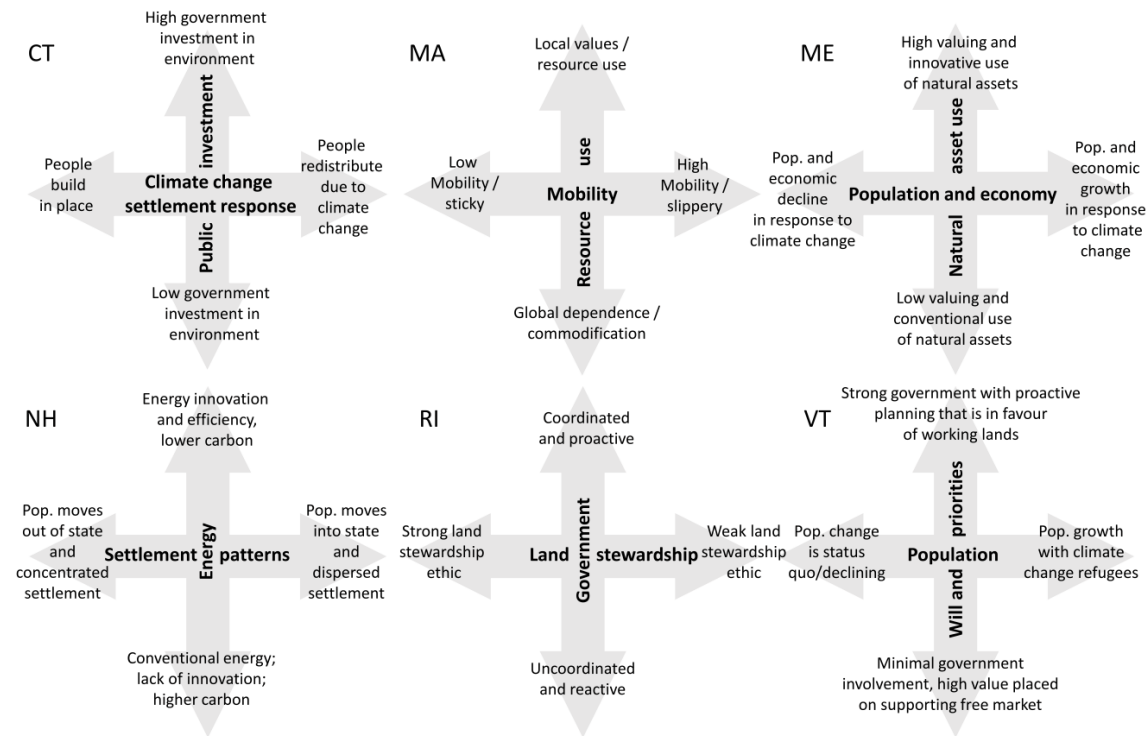 CT
High government
investment in
environment
Public investment
People
build
in place
Climate change
settlement response
People
redistribute
due to
climate
change
Low government
investment in
environment
MA
Local values /
resource use
Resource use
Low
Mobility /
sticky
Mobility
High
Mobility /
slippery
Global dependence /
commodification
ME
High valuing and
innovative use
of natural assets
Natural asset use
Pop. and
economic
decline
in response to
climate change
Population and economy
Pop. and
economic
growth
in response
to climate
change
Low valuing and
conventional use
of natural assets
NH
Energy innovation
and efficiency,
lower carbon
Energy
Pop. moves
out of state
and
concentrated
settlement
Settlement patterns
Pop. moves
into state
and
dispersed
settlement
Conventional energy;
lack of innovation;
higher carbon
RI
Coordinated
and proactive
Government
Strong land
stewardship
ethic
Land stewardship
Weak land
stewardship
ethic
Uncoordinated
and reactive
VT
Strong government with proactive
planning that is in favour
of working lands
Will and priorities
Pop. change
is status
quo/declining
Population
Pop. growth
with climate
change refugees
Minimal government
involvement, high value placed
on supporting free market